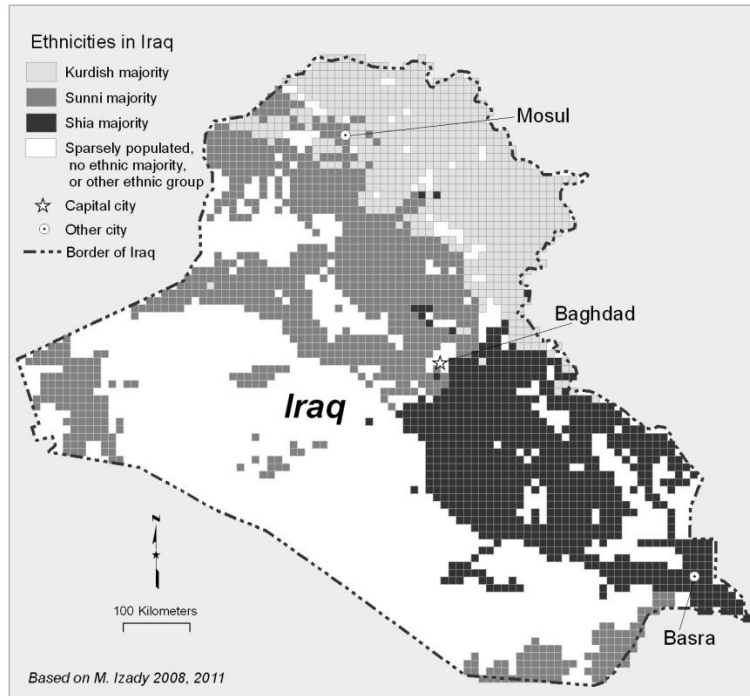 Ethnicities in Iraq
Kurdish majority
Sunni majority
Shia majority
Sparsely populated,
no ethnic majority,
or other ethnic group
Capital city
Other city
Border of Iraq
Mosul
Baghdad
Iraq
N
100 Kilometers
Basra
Based on M. Izady 2008, 2011